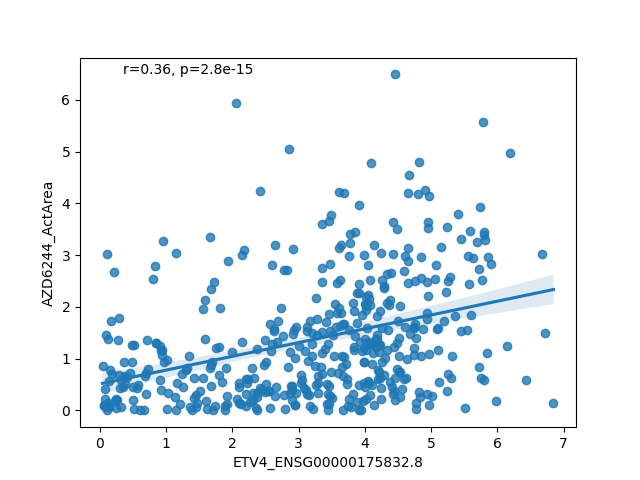 r=0.36, p=2.8e-15
6
5
4
3
2
1
0
AZD6244_ActArea
0 1 2 3 4 5 6 7
ETV4_ENSG00000175832.8